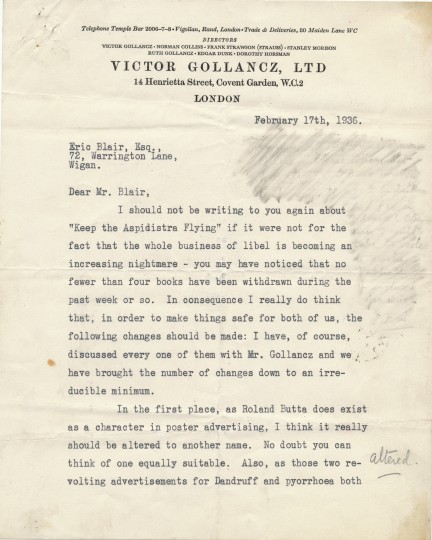 Telephone Temple Bar 2006-7-8 • Vigollan, Rand, London • Trade & Deliveries, 20 Maiden Lane WC
DIRECTORS
VICTOR GOLLANCZ • NORMAN COLLINS • FRANK STRAWSON (STRAUSS) • STANLEY MORISON
RUTH GOLLANCZ • EDGAR DUNK • DOROTHY HORSMAN
VICTOR GOLLANCZ, LTD
14 Henrietta Street, Covent Garden, W.C.2
LONDON
February 17th, 1936.
Eric Blair, Esq.,
72, Warrington Lane,
Wigan.
Dear Mr. Blair,
I should not be writing to you again about
"Keep the Aspidistra Flying" if it were not for the
fact that the whole business of libel is becoming an
increasing nightmare - you may have noticed that no
fewer than four books have been withdrawn during the
past week or so. In consequence I really do think
that, in order to make things safe for both of us, the
following changes should be made: I have, of course,
discussed every one of them with Mr. Gollancz and we
have brought the number of changes down to an irre-
ducible minimum.
In the first place, as Roland Butta does exist
as a character in poster advertising, I think it really
should be altered to another name. No doubt you can
think of one equally suitable. Also, as those two re-
volting advertisements for Dandruff and pyorrhoea both
altered.